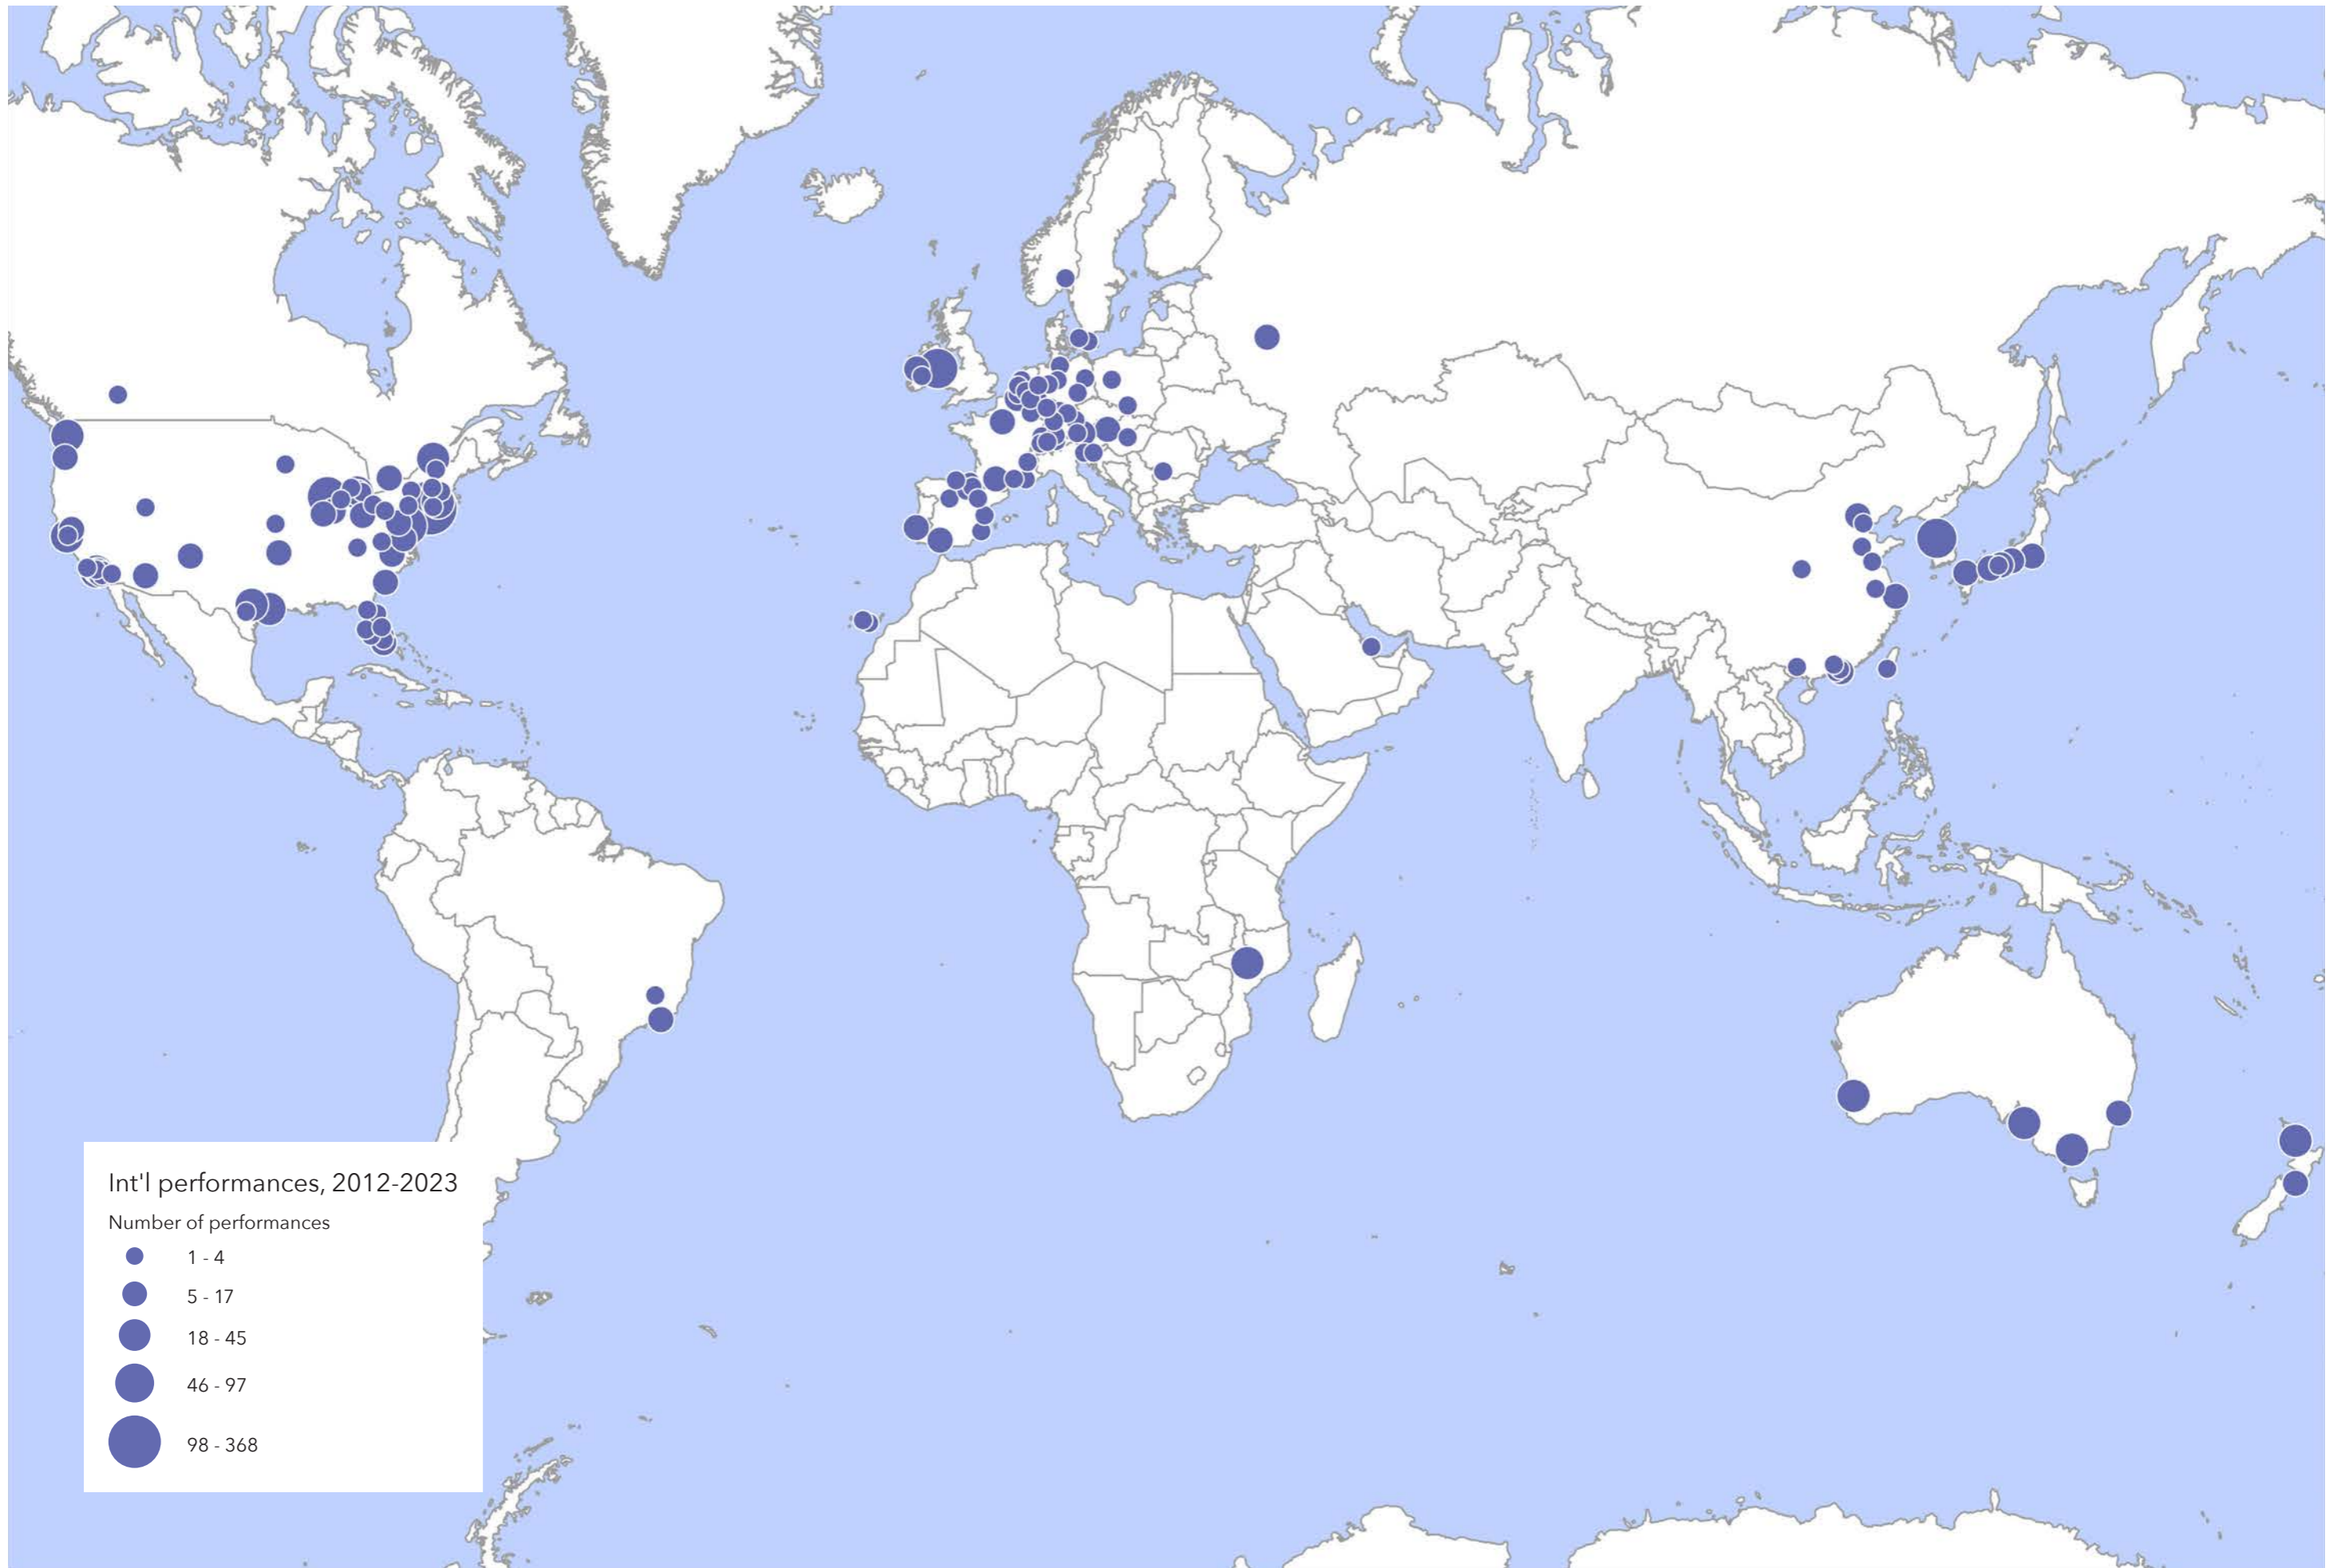 Int'l performances, 2012-2023
Number of performances
1 - 4
5 - 17
18 - 45
46 - 97
98 - 368